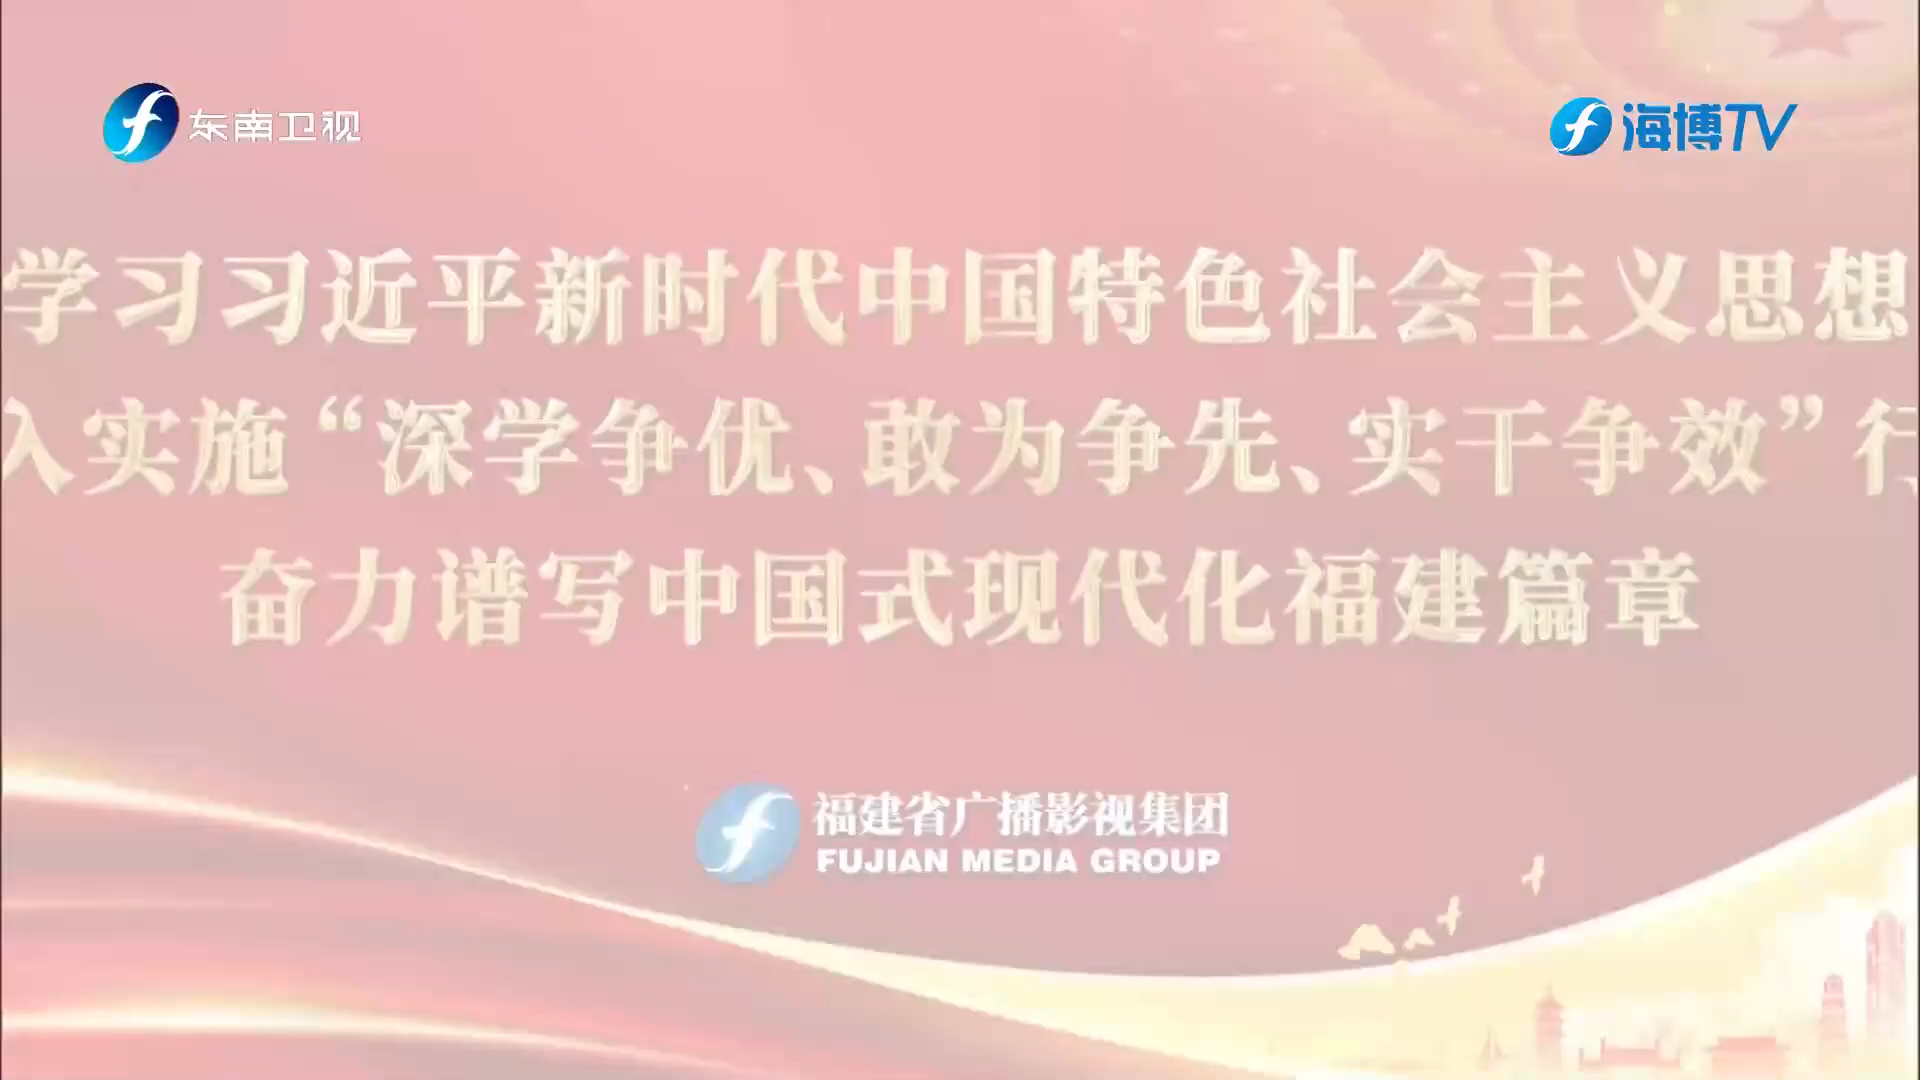 东南卫视
海博TV
学习习近平新时代中国特色社会主义思想
入实施“深学争优、敢为争先、实干争效”行
奋力谱写中国式现代化福建篇章
福建省广播影视集团
FUJIAN MEDIA GROUP